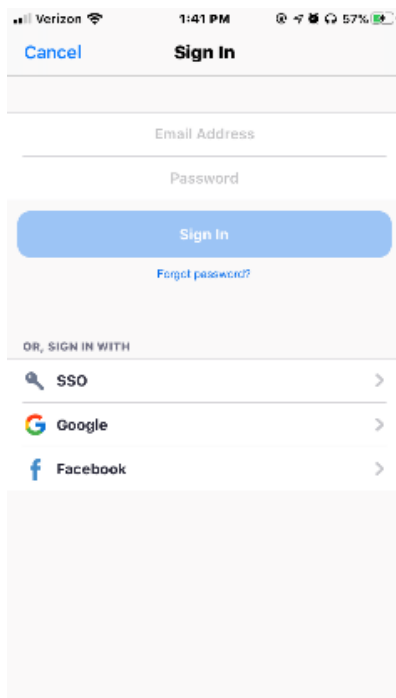 Verizon 1:41 PM 57%
Cancel Sign In
Email Address
Password
Sign In
Forgot password?
OR, SIGN IN WITH
SSO
Google
Facebook